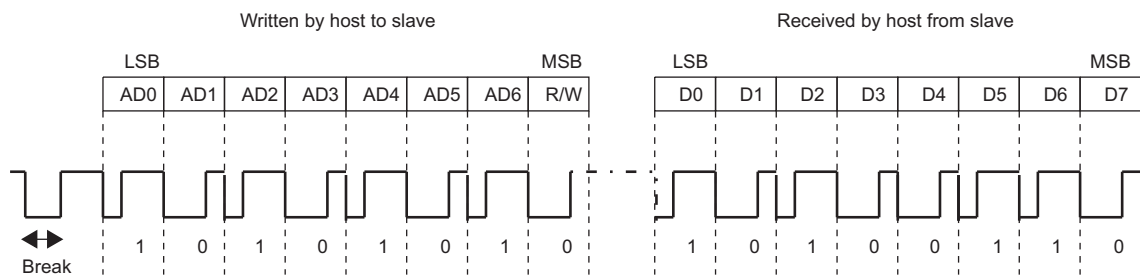 Written by host to slave Received by host from slave
LSB MSB LSB MSB
AD0 AD1 AD2 AD3 AD4 AD5 AD6 R/W D0 D1 D2 D3 D4 D5 D6 D7
1 0 1 0 1 0 1 0 1 0 1 0 0 1 1 0
Break